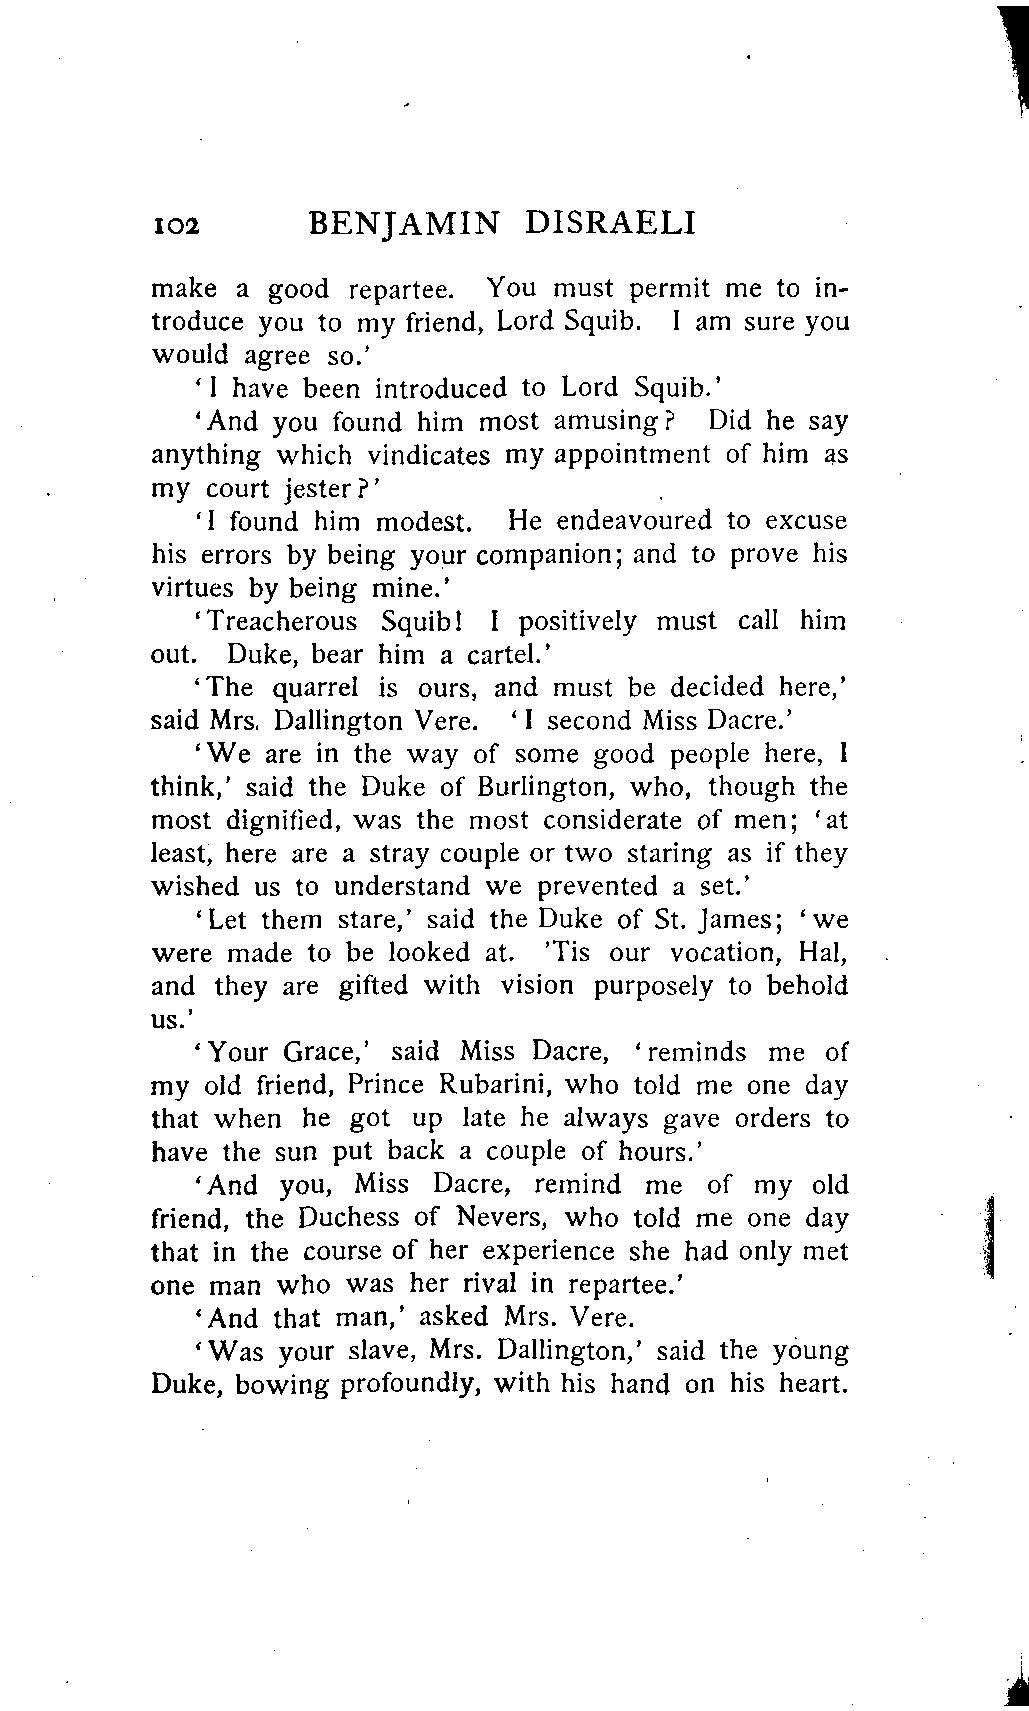 102 BENJAMIN DISRAELI
make a good repartee. You must permit me to in-
troduce you to my friend, Lord Squib. I am sure you
would agree so.'
'I have been introduced to Lord Squib.'
'And you found him most amusing? Did he say
anything which vindicates my appointment of him as
my court jester?'
'I found him modest. He endeavoured to excuse
his errors by being your companion; and to prove his
virtues by being mine.'
'Treacherous Squib! I positively must call him
out. Duke, bear him a cartel.'
'The quarrel is ours, and must be decided here,'
said Mrs. Dallington Vere. 'I second Miss Dacre.'
'We are in the way of some good people here, I
think,' said the Duke of Burlington, who, though the
most dignified, was the most considerate of men; 'at
least, here are a stray couple or two staring as if they
wished us to understand we prevented a set.'
'Let them stare,' said the Duke of St. James; 'we
were made to be looked at. 'Tis our vocation, Hal,
and they are gifted with vision purposely to behold
us.'
'Your Grace,' said Miss Dacre, 'reminds me of
my old friend, Prince Rubarini, who told me one day
that when he got up late he always gave orders to
have the sun put back a couple of hours.'
'And you, Miss Dacre, remind me of my old
friend, the Duchess of Nevers, who told me one day
that in the course of her experience she had only met
one man who was her rival in repartee.'
'And that man,' asked Mrs. Vere.
'Was your slave, Mrs. Dallington,' said the young
Duke, bowing profoundly, with his hand on his heart.